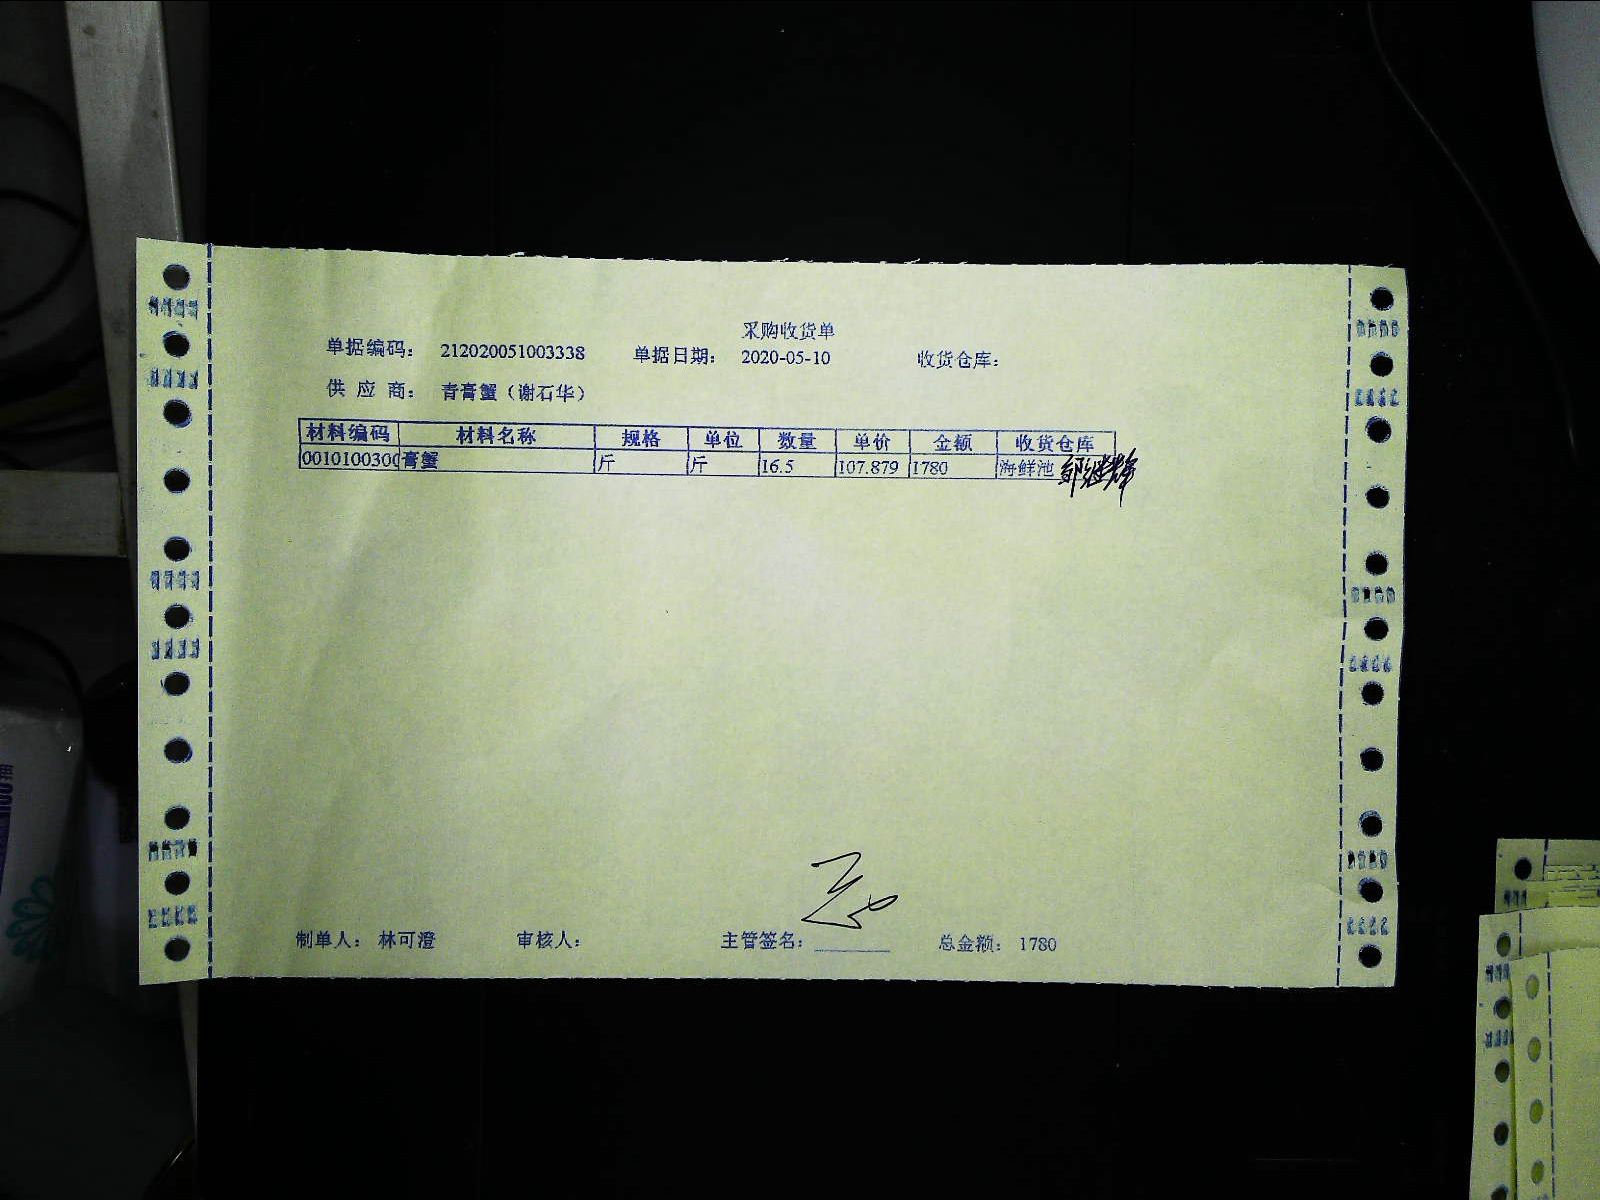 采购收货单
单据编码： 212020051003338 单据日期： 2020-05-10 收货仓库：
供 应 商： 青膏蟹（谢石华）
材料编码 材料名称 规格 单位 数量 单价 金额 收货仓库
0010100300 膏蟹 斤 斤 16.5 107.879 1780 海鲜池
制单人： 林可澄 审核人： 主管签名： 总金额： 1780